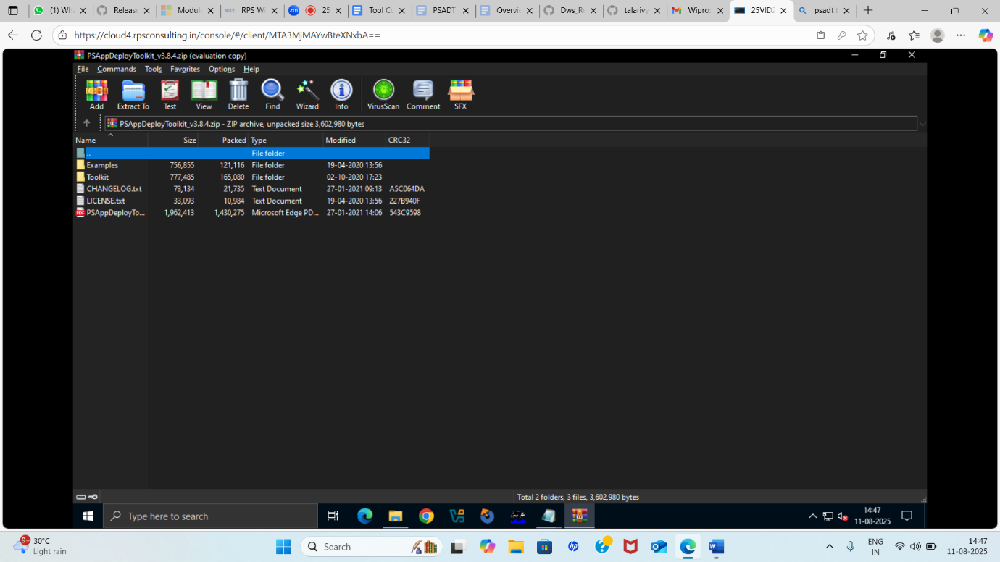 (1) Wh
Releas
Modul
RPS W
zm
25
Tool C
PSADT
Overvi
Dws_R
talarivy
Wipro
25VID
psadt t
https://cloud4.rpsconsulting.in/console/#/client/MTA3MjMAYwBteXNxbA==
PSAppDeployToolkit_v3.8.4.zip (evaluation copy)
File Commands Tools Favorites Options Help
Add Extract To Test View Delete Find Wizard Info VirusScan Comment SFX
PSAppDeployToolkit_v3.8.4.zip - ZIP archive, unpacked size 3,602,980 bytes
Name Size Packed Type Modified CRC32
.. File folder
Examples 756,855 121,116 File folder 19-04-2020 13:56
Toolkit 777,485 165,080 File folder 02-10-2020 17:23
CHANGELOG.txt 73,134 21,735 Text Document 27-01-2021 09:13 A5C064DA
LICENSE.txt 33,093 10,984 Text Document 19-04-2020 13:56 227B940F
PSAppDeployTo... 1,962,413 1,430,275 Microsoft Edge PD... 27-01-2021 14:06 543C9598
Total 2 folders, 3 files, 3,602,980 bytes
Type here to search
14:47
11-08-2025
9+
30°C
Light rain
Search
ENG
IN
14:47
11-08-2025